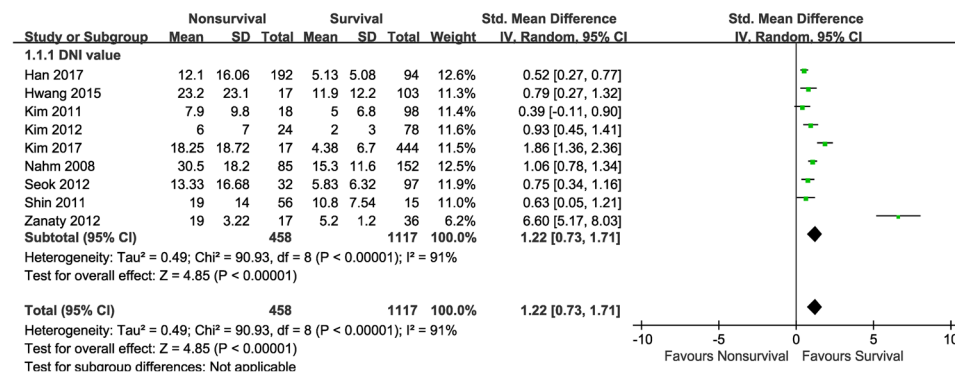 Nonsurvival Survival Std. Mean Difference Std. Mean Difference
Study or Subgroup Mean SD Total Mean SD Total Weight IV. Random. 95% CI IV. Random. 95% CI
1.1.1 DNI value
Han 2017 12.1 16.06 192 5.13 5.08 94 12.6% 0.52 [0.27, 0.77]
Hwang 2015 23.2 23.1 17 11.9 12.2 103 11.3% 0.79 [0.27, 1.32]
Kim 2011 7.9 9.8 18 5 6.8 98 11.4% 0.39 [-0.11, 0.90]
Kim 2012 6 7 24 2 3 78 11.6% 0.93 [0.45, 1.41]
Kim 2017 18.25 18.72 17 4.38 6.7 444 11.5% 1.86 [1.36, 2.36]
Nahm 2008 30.5 18.2 85 15.3 11.6 152 12.5% 1.06 [0.78, 1.34]
Seok 2012 13.33 16.68 32 5.83 6.32 97 11.9% 0.75 [0.34, 1.16]
Shin 2011 19 14 56 10.8 7.54 15 11.0% 0.63 [0.05, 1.21]
Zanaty 2012 19 3.22 17 5.2 1.2 36 6.2% 6.60 [5.17, 8.03]
Subtotal (95% CI) 458 1117 100.0% 1.22 [0.73, 1.71]
Heterogeneity: Tau² = 0.49; Chi² = 90.93, df = 8 (P < 0.00001); I² = 91%
Test for overall effect: Z = 4.85 (P < 0.00001)
Total (95% CI) 458 1117 100.0% 1.22 [0.73, 1.71]
Heterogeneity: Tau² = 0.49; Chi² = 90.93, df = 8 (P < 0.00001); I² = 91%
Test for overall effect: Z = 4.85 (P < 0.00001)
Test for subgroup differences: Not applicable
-10 -5 0 5 10
Favours Nonsurvival Favours Survival